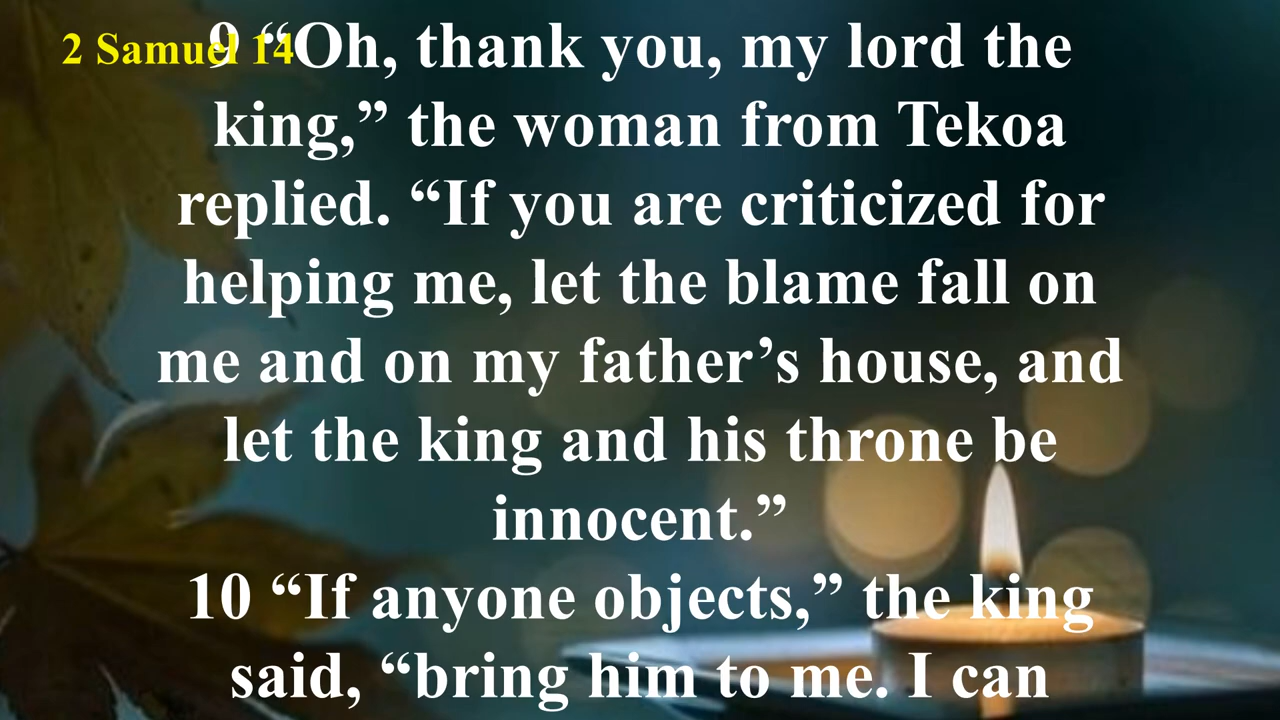 2 Samuel 14
9 “Oh, thank you, my lord the
king,” the woman from Tekoa
replied. “If you are criticized for
helping me, let the blame fall on
me and on my father’s house, and
let the king and his throne be
innocent.”
10 “If anyone objects,” the king
said, “bring him to me. I can